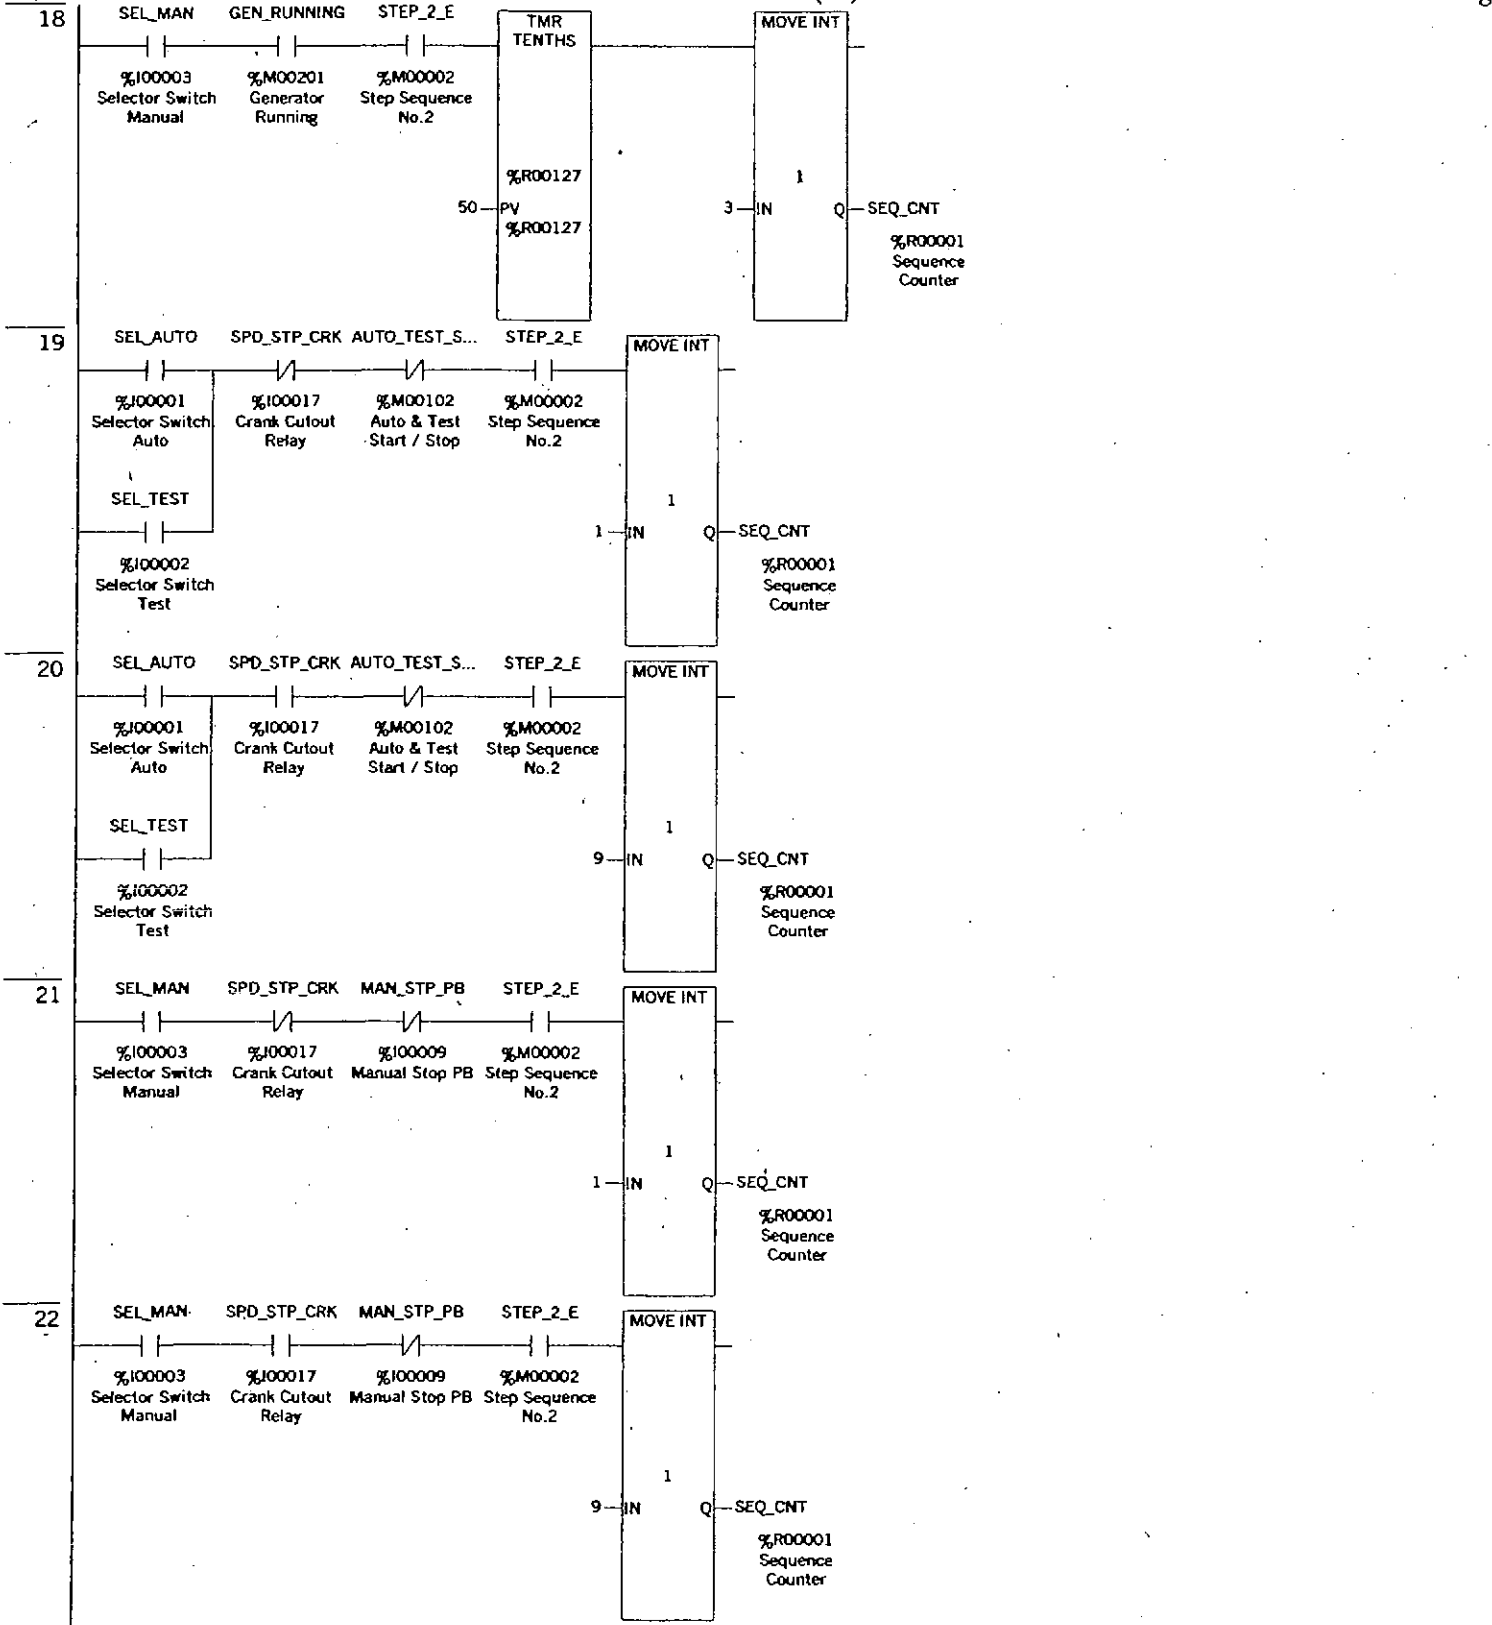 18
SEL_MAN GEN_RUNNING STEP_2_E
TMR
TENTHS
MOVE INT
%I00003 %M00201 %M00002
Selector Switch Generator Step Sequence
Manual Running No.2
%R00127 1
50 PV 3 IN Q SEQ_CNT
%R00127
%R00001
Sequence
Counter
19
SEL_AUTO SPD_STP_CRK AUTO_TEST_S... STEP_2_E
MOVE INT
%I00001 %I00017 %M00102 %M00002
Selector Switch Crank Cutout Auto & Test Step Sequence
Auto Relay Start / Stop No.2
SEL_TEST 1
1 IN Q SEQ_CNT
%I00002 %R00001
Selector Switch Sequence
Test Counter
20
SEL_AUTO SPD_STP_CRK AUTO_TEST_S... STEP_2_E
MOVE INT
%I00001 %I00017 %M00102 %M00002
Selector Switch Crank Cutout Auto & Test Step Sequence
Auto Relay Start / Stop No.2
SEL_TEST 1
9 IN Q SEQ_CNT
%I00002 %R00001
Selector Switch Sequence
Test Counter
21
SEL_MAN SPD_STP_CRK MAN_STP_PB STEP_2_E
MOVE INT
%I00003 %I00017 %I00009 %M00002
Selector Switch Crank Cutout Manual Stop PB Step Sequence
Manual Relay No.2
1
1 IN Q SEQ_CNT
%R00001
Sequence
Counter
22
SEL_MAN SPD_STP_CRK MAN_STP_PB STEP_2_E
MOVE INT
%I00003 %I00017 %I00009 %M00002
Selector Switch Crank Cutout Manual Stop PB Step Sequence
Manual Relay No.2
1
9 IN Q SEQ_CNT
%R00001
Sequence
Counter